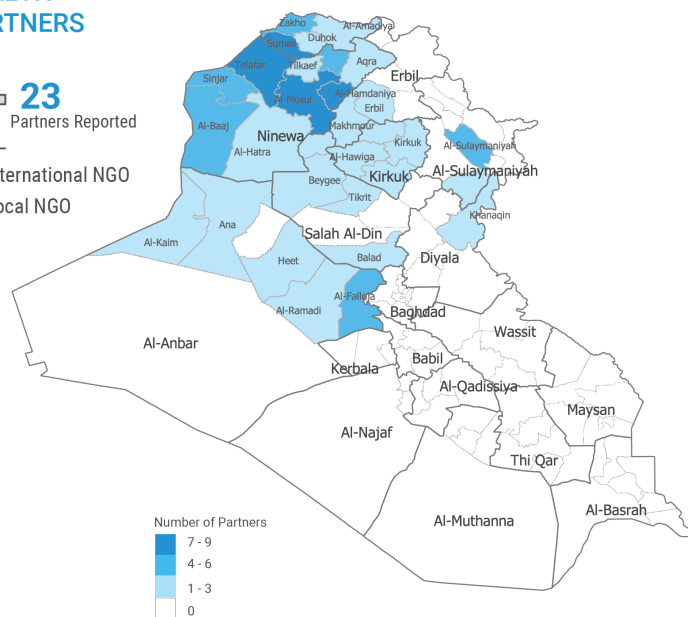 RTNERS
23
Partners Reported
ternational NGO
ocal NGO
Zakho
Al-Amadiya
Sumail
Duhok
Telafar
Tilkaef
Aqra
Erbil
Sinjar
Al-Mosul
Al-Hamdaniya
Erbil
Al-Baaj
Ninewa
Makhmour
Al-Sulaymaniyah
Al-Hatra
Al-Hawiga
Kirkuk
Al-Sulaymaniyah
Beygee
Kirkuk
Tikrit
Khanaqin
Ana
Al-Kaim
Salah Al-Din
Heet
Balad
Diyala
Al-Falluja
Al-Ramadi
Baghdad
Al-Anbar
Wassit
Kerbala
Babil
Al-Qadissiya
Maysan
Al-Najaf
Thi Qar
Al-Muthanna
Al-Basrah
Number of Partners
7 - 9
4 - 6
1 - 3
0